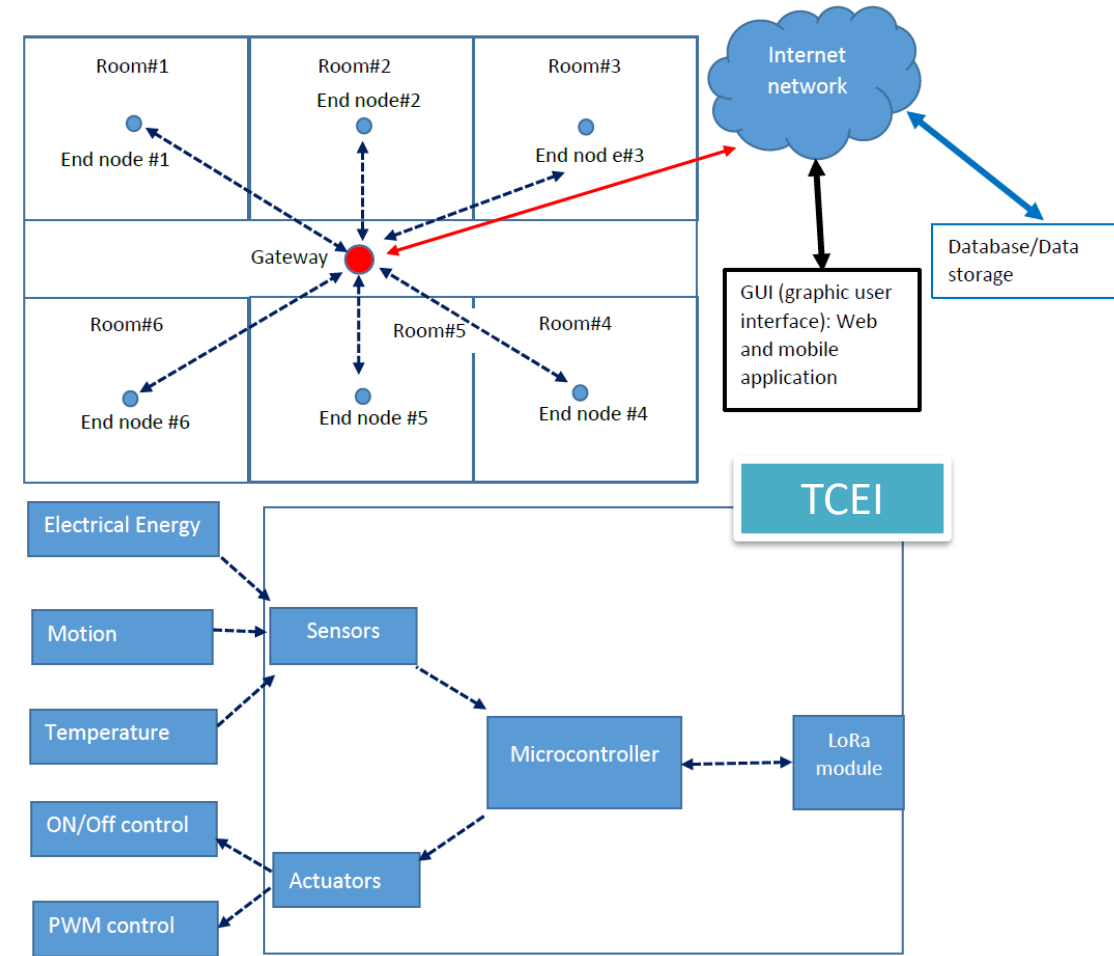 Room#1
Room#2
Room#3
End node#2
End node #1
End nod e#3
Internet
network
Gateway
Database/Data
storage
GUI (graphic user
interface): Web
and mobile
application
Room#6
Room#5
Room#4
End node #6
End node #5
End node #4
TCEI
Electrical Energy
Motion
Sensors
Temperature
Microcontroller
LoRa
module
ON/Off control
Actuators
PWM control